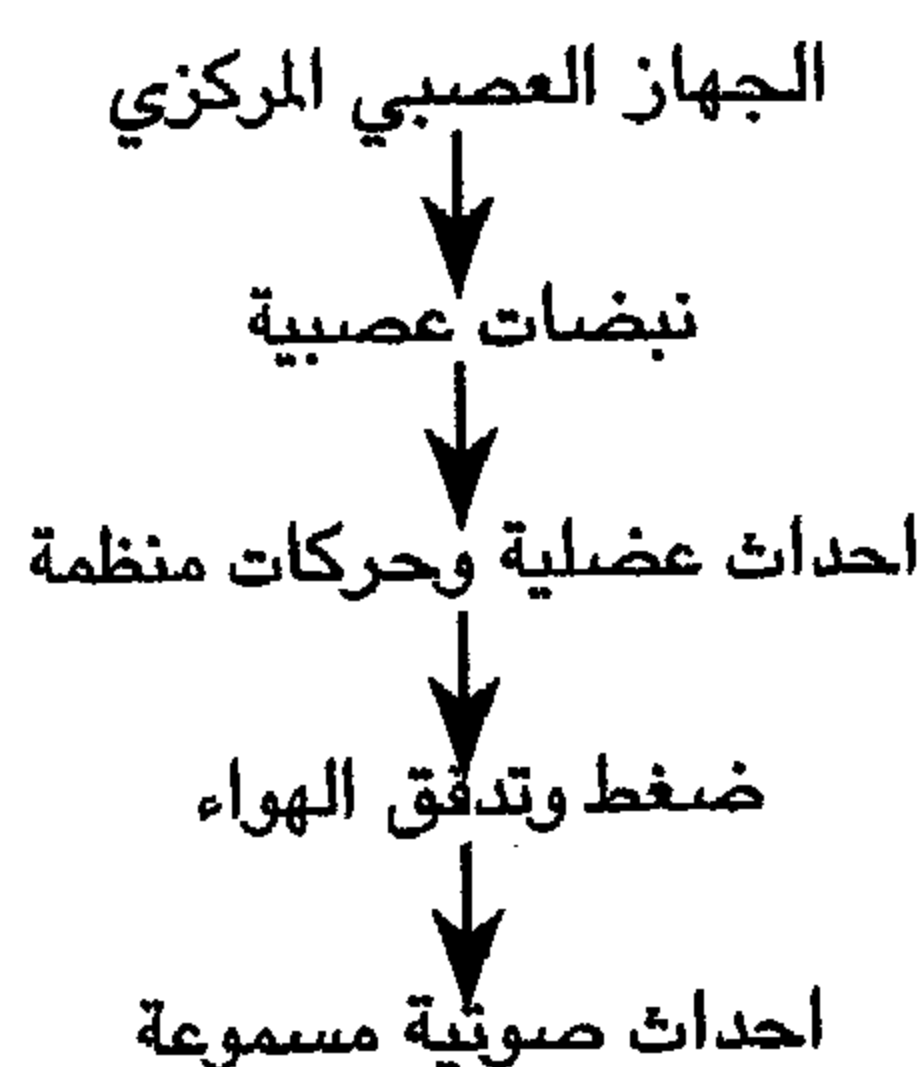 الجهاز العصبي المركزي
نبضات عصبية
احداث عضلية وحركات منظمة
ضغط وتدفق الهواء
احداث صوتية مسموعة